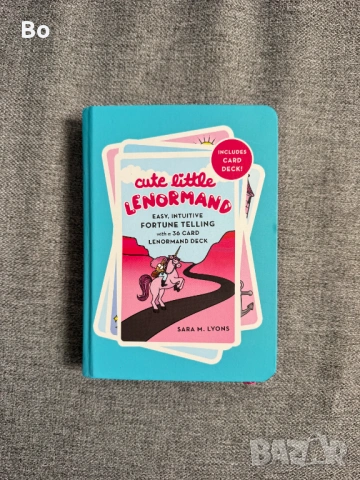 Bo
INCLUDES
CARD
DECK!
cute little
LENORMAND
EASY, INTUITIVE
FORTUNE TELLING
with a 36 CARD
LENORMAND DECK
SARA M. LYONS
BAZAR